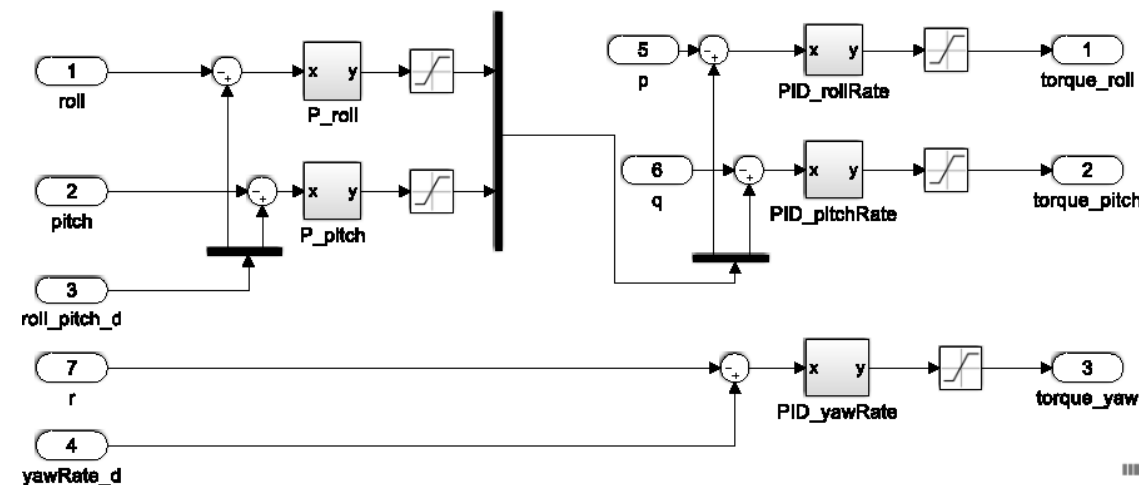 1
roll
- +
x y
P_roll
2
pitch
- +
x y
P_pitch
3
roll_pitch_d
5
p
- +
x y
PID_rollRate
1
torque_roll
6
q
- +
x y
PID_pitchRate
2
torque_pitch
7
r
- +
x y
PID_yawRate
3
torque_yaw
4
yawRate_d